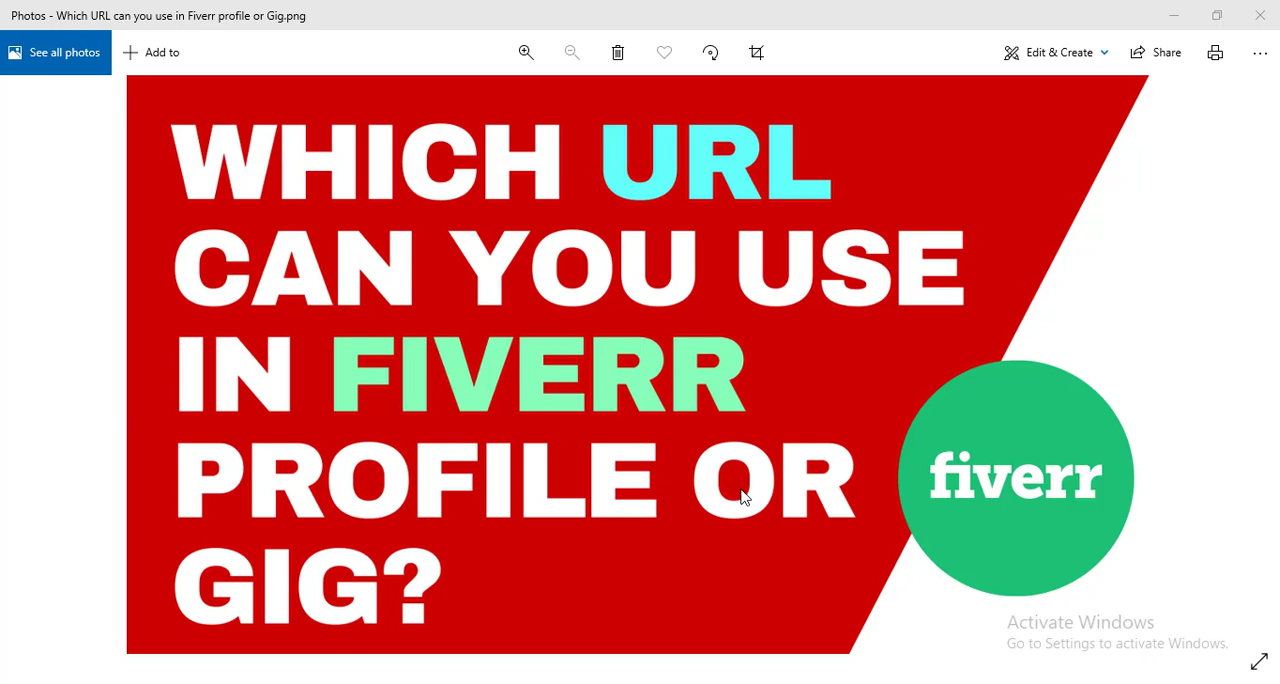 Photos - Which URL can you use in Fiverr profile or Gig.png
See all photos
Add to
Edit & Create
Share
WHICH URL
CAN YOU USE
IN FIVERR
PROFILE OR
GIG?
fiverr
Activate Windows
Go to Settings to activate Windows.